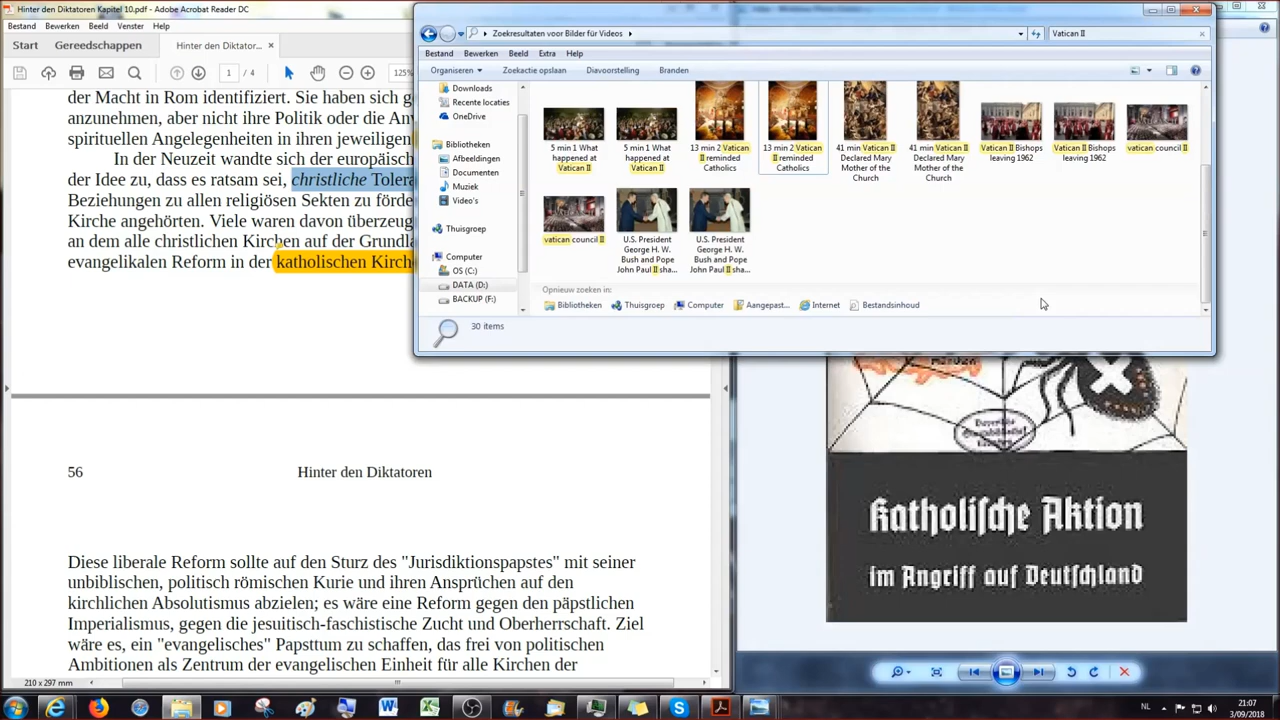 Hinter den Diktatoren Kapitel 10.pdf - Adobe Acrobat Reader DC
Bestand Bewerken Beeld Venster Help
Start Gereedschappen Hinter den Diktator... ×
1 / 4 125%
der Macht in Rom identifiziert. Sie haben sich ge
anzunehmen, aber nicht ihre Politik oder die Anw
spirituellen Angelegenheiten in ihren jeweiligen
In der Neuzeit wandte sich der europäisch
der Idee zu, dass es ratsam sei, christliche Tolera
Beziehungen zu allen religiösen Sekten zu förde
Kirche angehörten. Viele waren davon überzeug
an dem alle christlichen Kirchen auf der Grundla
evangelikalen Reform in der katholischen Kirche
56 Hinter den Diktatoren
Diese liberale Reform sollte auf den Sturz des "Jurisdiktionspapstes" mit seiner
unbiblischen, politisch römischen Kurie und ihren Ansprüchen auf den
kirchlichen Absolutismus abzielen; es wäre eine Reform gegen den päpstlichen
Imperialismus, gegen die jesuitisch-faschistische Zucht und Oberherrschaft. Ziel
wäre es, ein "evangelisches" Papsttum zu schaffen, das frei von politischen
Ambitionen als Zentrum der evangelischen Einheit für alle Kirchen der
210 x 297 mm
Zoekresultaten voor Bilder für Videos
Vatican II
Bestand Bewerken Beeld Extra Help
Organiseren Zoekactie opslaan Diavoorstelling Branden
Downloads
Recente locaties
OneDrive
Bibliotheken
Afbeeldingen
Documenten
Muziek
Video's
Thuisgroep
Computer
OS (C:)
DATA (D:)
BACKUP (F:)
5 min 1 What happened at Vatican II
5 min 1 What happened at Vatican II
13 min 2 Vatican II reminded Catholics
13 min 2 Vatican II reminded Catholics
41 min Vatican II Declared Mary Mother of the Church
41 min Vatican II Declared Mary Mother of the Church
Vatican II Bishops leaving 1962
Vatican II Bishops leaving 1962
vatican council II
vatican council II
U.S. President George H. W. Bush and Pope John Paul II sha...
U.S. President George H. W. Bush and Pope John Paul II sha...
Opnieuw zoeken in:
Bibliotheken Thuisgroep Computer Aangepast... Internet Bestandsinhoud
30 items
Katholische Aktion
im Angriff auf Deutschland
NL
21:07
3/09/2018